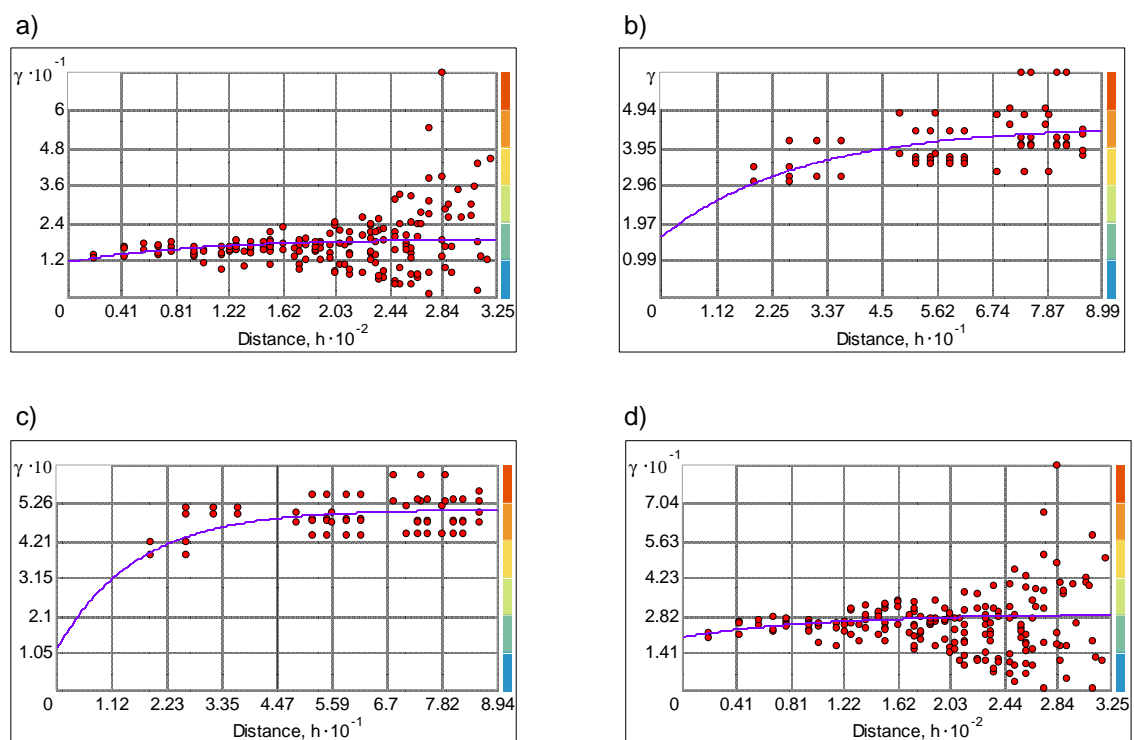 a)
b)
γ · 10⁻¹
6
4.8
3.6
2.4
1.2
0 0.41 0.81 1.22 1.62 2.03 2.44 2.84 3.25
Distance, h · 10⁻²
γ
4.94
3.95
2.96
1.97
0.99
0 1.12 2.25 3.37 4.5 5.62 6.74 7.87 8.99
Distance, h · 10⁻¹
c)
d)
γ · 10
5.26
4.21
3.15
2.1
1.05
0 1.12 2.23 3.35 4.47 5.59 6.7 7.82 8.94
Distance, h · 10⁻¹
γ · 10⁻¹
7.04
5.63
4.23
2.82
1.41
0 0.41 0.81 1.22 1.62 2.03 2.44 2.84 3.25
Distance, h · 10⁻²